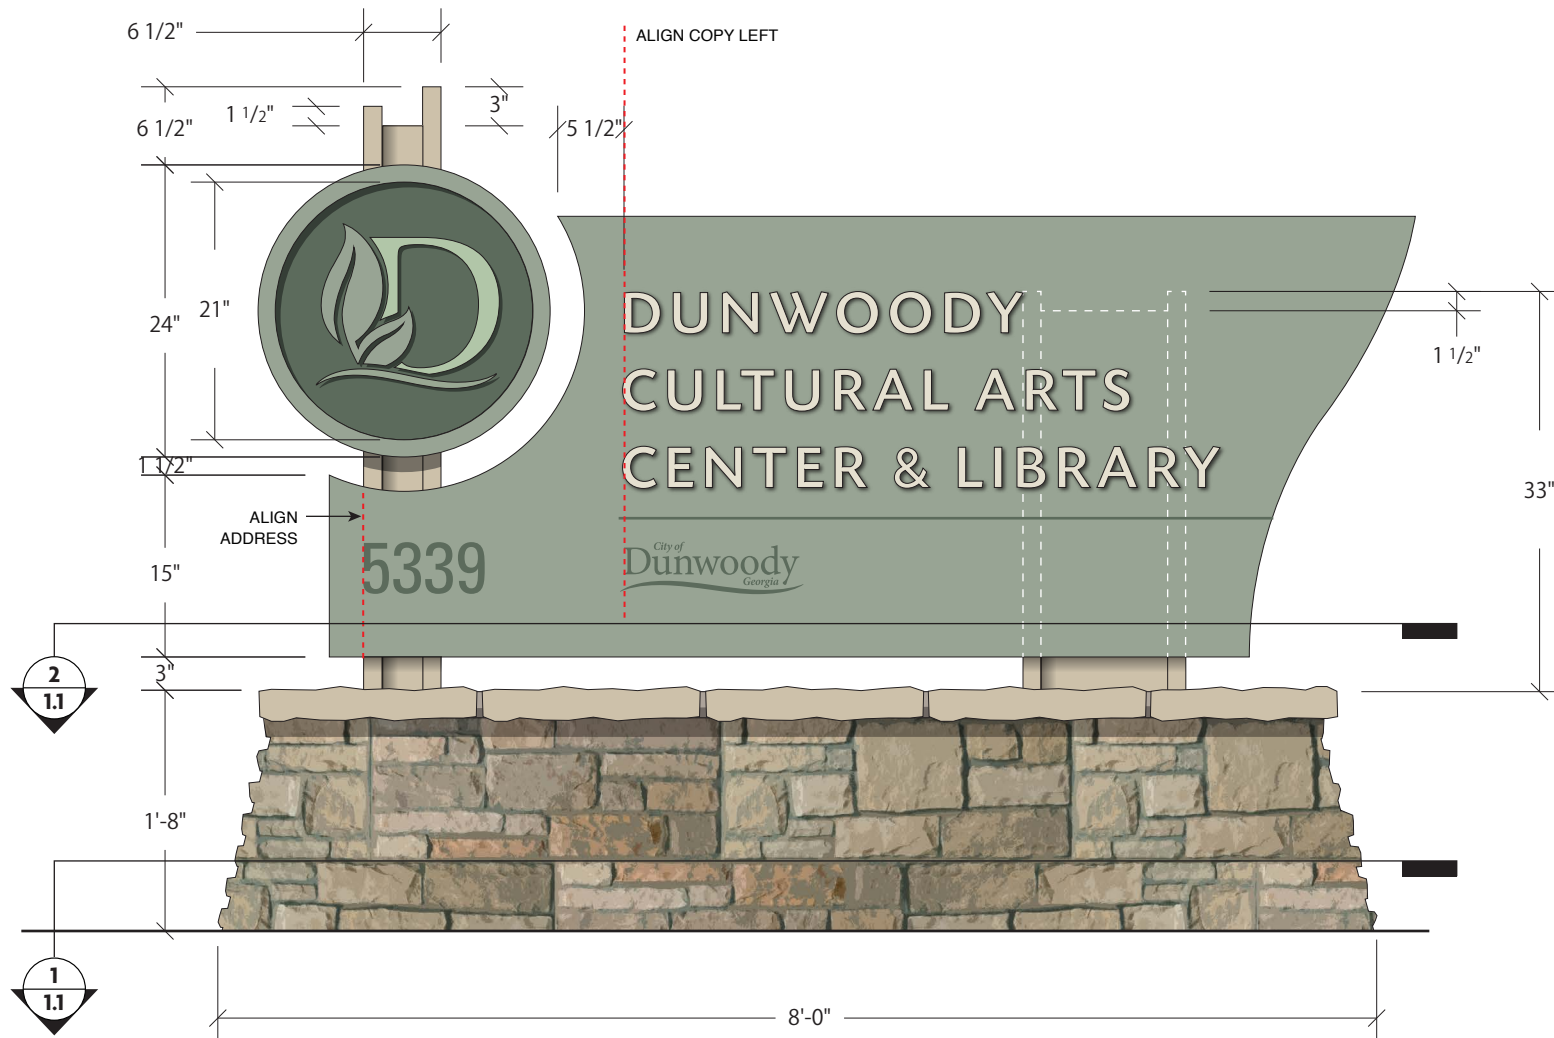 6 1/2"
ALIGN COPY LEFT
6 1/2"
1 1/2"
3"
5 1/2"
24"
21"
D
DUNWOODY
CULTURAL ARTS
CENTER & LIBRARY
1 1/2"
33"
1 1/2"
ALIGN
ADDRESS
15"
5339
City of
Dunwoody
Georgia
3"
2
1.1
1'-8"
1
1.1
8'-0"